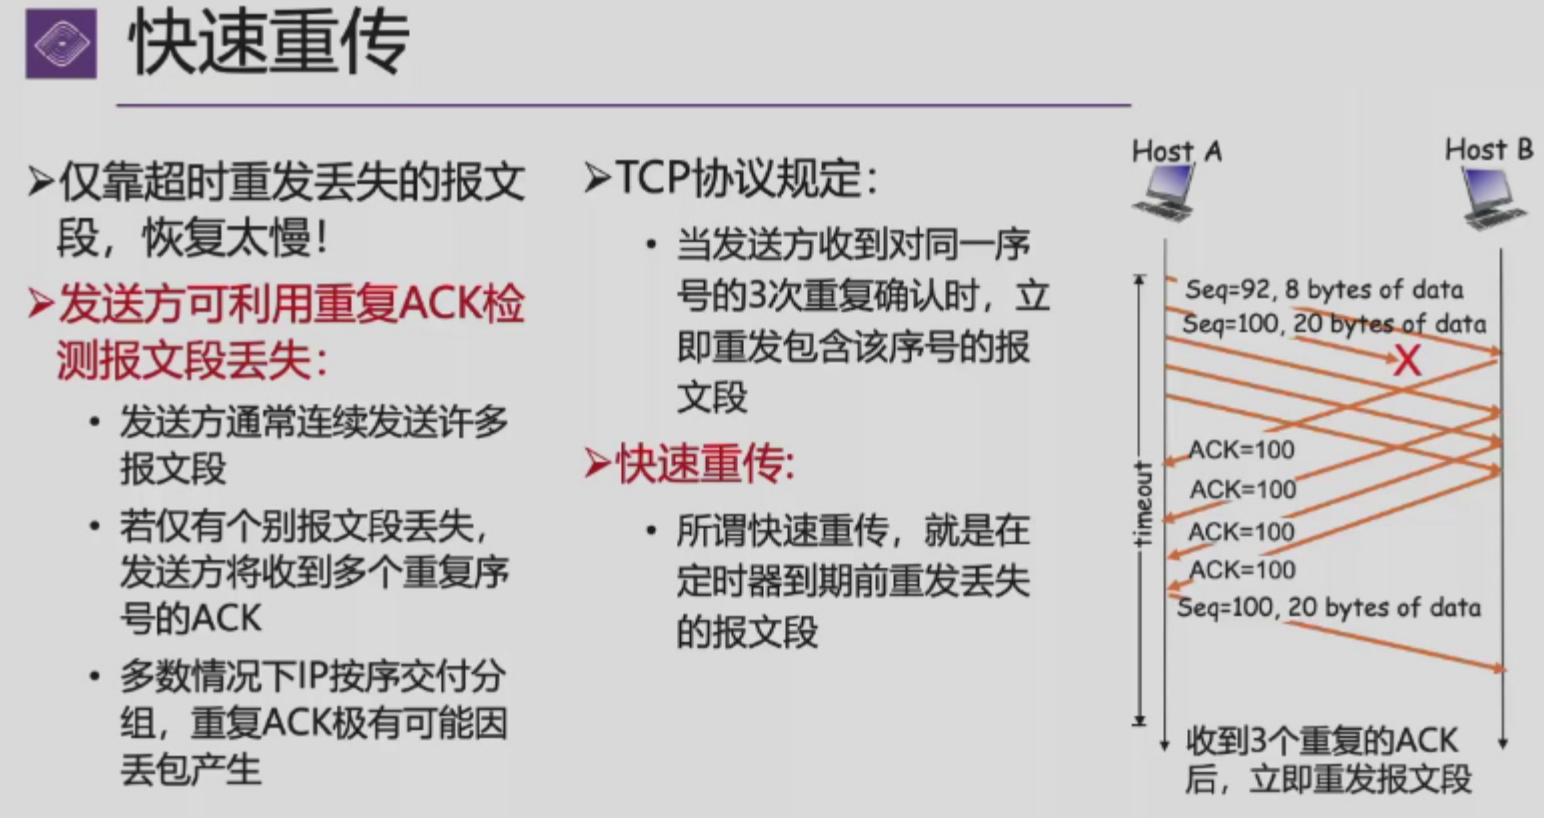 快速重传
➢仅靠超时重发丢失的报文
段，恢复太慢！
➢发送方可利用重复ACK检
测报文段丢失：
• 发送方通常连续发送许多
报文段
• 若仅有个别报文段丢失，
发送方将收到多个重复序
号的ACK
• 多数情况下IP按序交付分
组，重复ACK极有可能因
丢包产生
➢TCP协议规定：
• 当发送方收到对同一序
号的3次重复确认时，立
即重发包含该序号的报
文段
➢快速重传:
• 所谓快速重传，就是在
定时器到期前重发丢失
的报文段
Host A
Host B
Seq=92, 8 bytes of data
Seq=100, 20 bytes of data
X
ACK=100
ACK=100
ACK=100
ACK=100
timeout
Seq=100, 20 bytes of data
收到3个重复的ACK
后，立即重发报文段